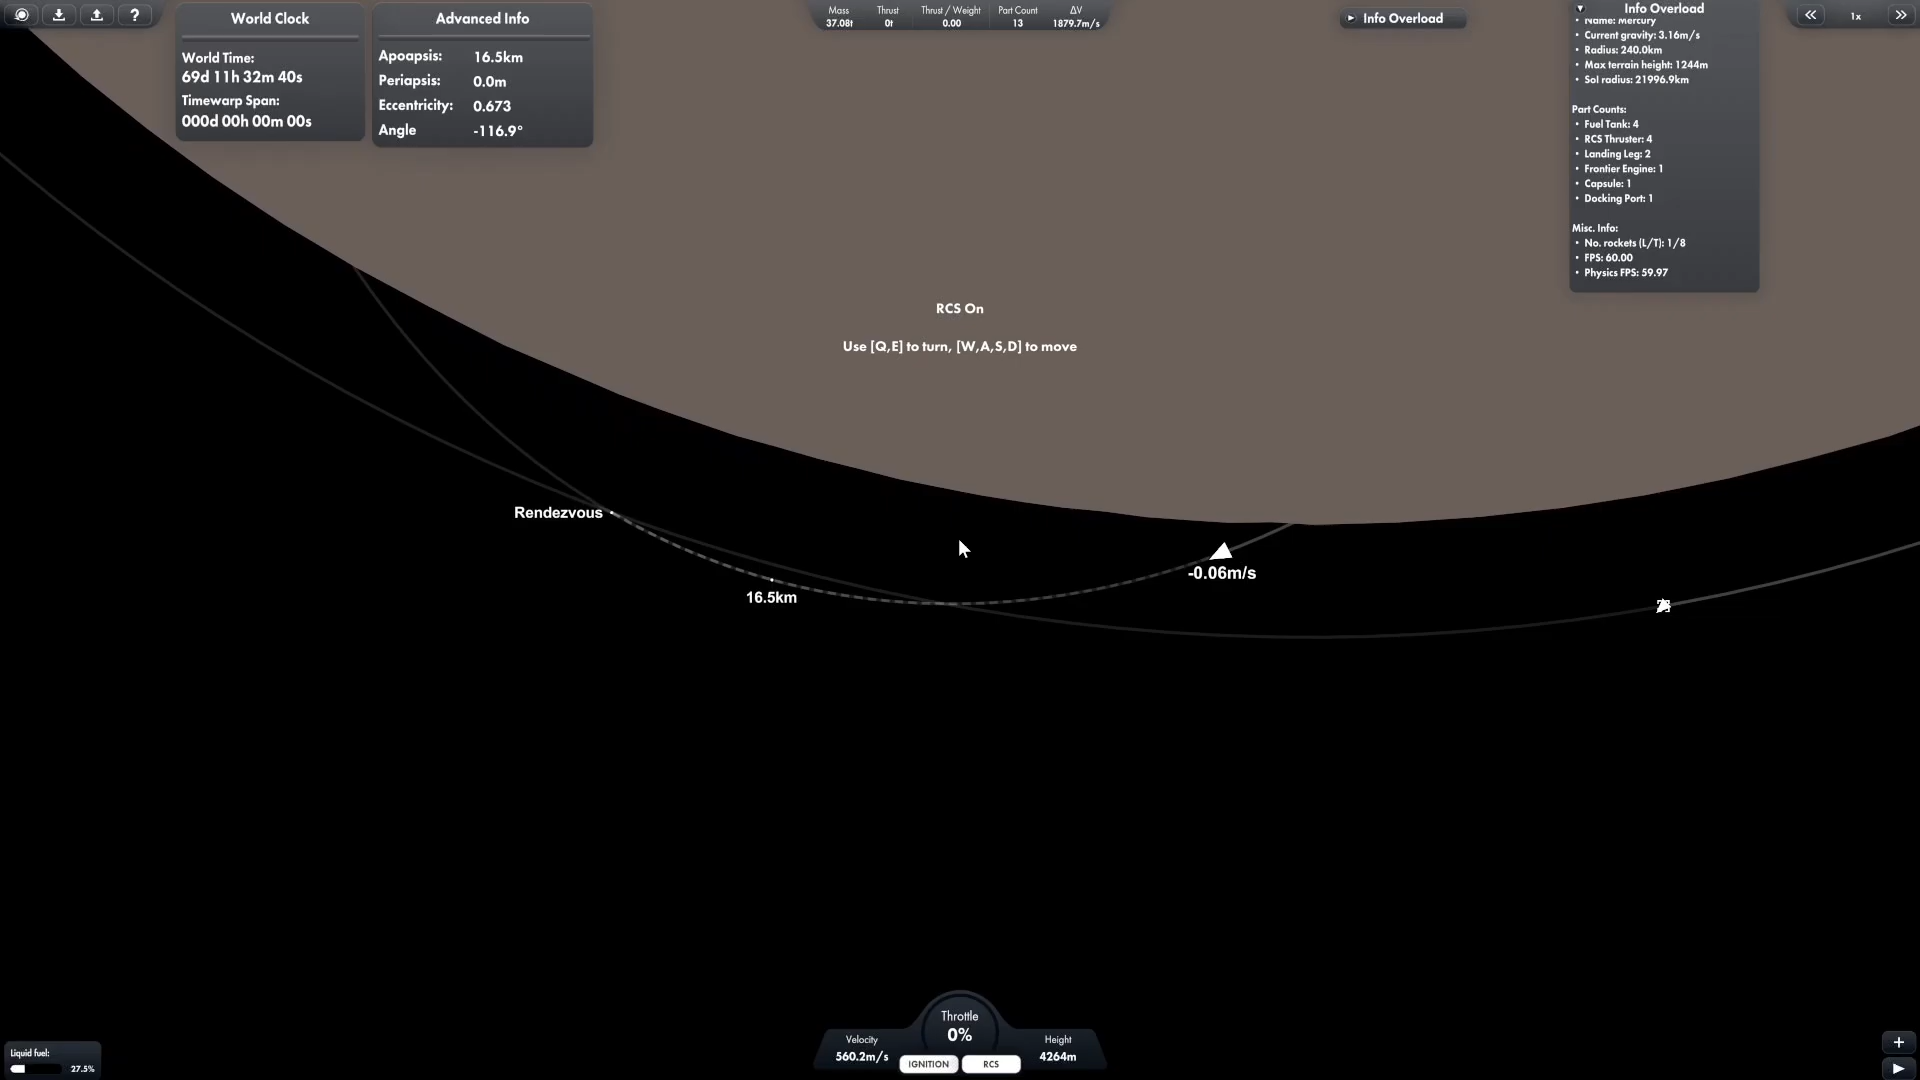 World Clock
World Time:
69d 11h 32m 40s
Timewarp Span:
000d 00h 00m 00s
Advanced Info
Apoapsis: 16.5km
Periapsis: 0.0m
Eccentricity: 0.673
Angle -116.9°
Mass Thrust Thrust / Weight Part Count ΔV
37.08t 0t 0.00 13 1879.7m/s
Info Overload
Info Overload
• Name: Mercury
• Current gravity: 3.16m/s
• Radius: 240.0km
• Max terrain height: 1244m
• SoI radius: 21996.9km
Part Counts:
• Fuel Tank: 4
• RCS Thruster: 4
• Landing Leg: 2
• Frontier Engine: 1
• Capsule: 1
• Docking Port: 1
Misc. Info:
• No. rockets (L/T): 1/8
• FPS: 60.00
• Physics FPS: 59.97
1x
?
RCS On
Use [Q,E] to turn, [W,A,S,D] to move
Rendezvous
16.5km
-0.06m/s
Throttle
0%
Velocity
560.2m/s
Height
4264m
IGNITION RCS
Liquid fuel:
27.5%